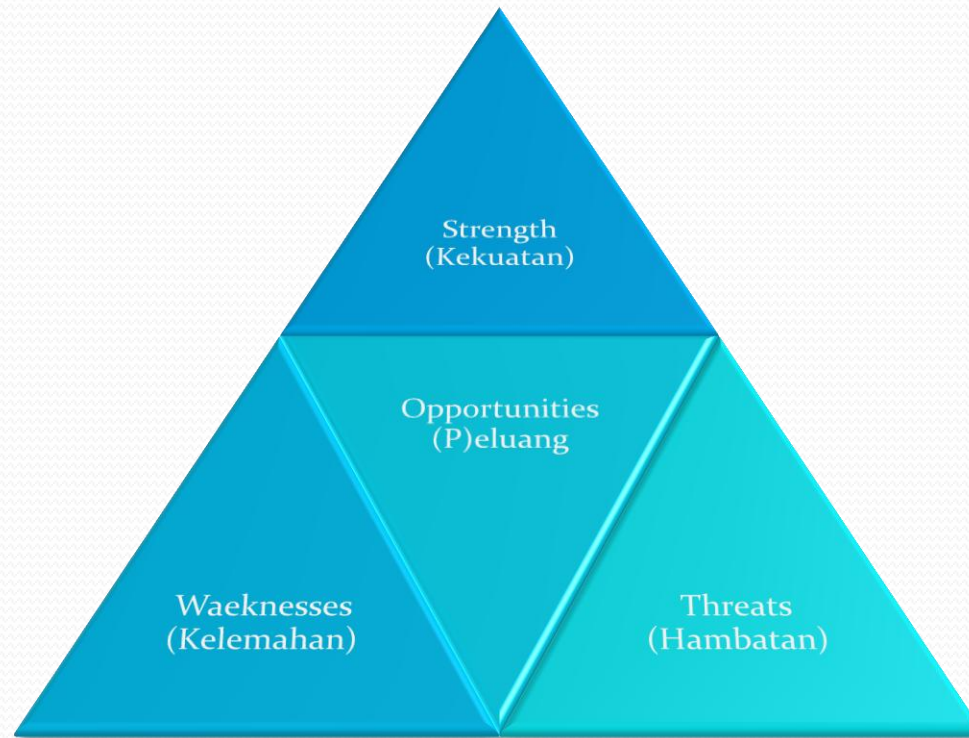 Strength
(Kekuatan)
Opportunities
(P)eluang
Waeknesses
(Kelemahan)
Threats
(Hambatan)